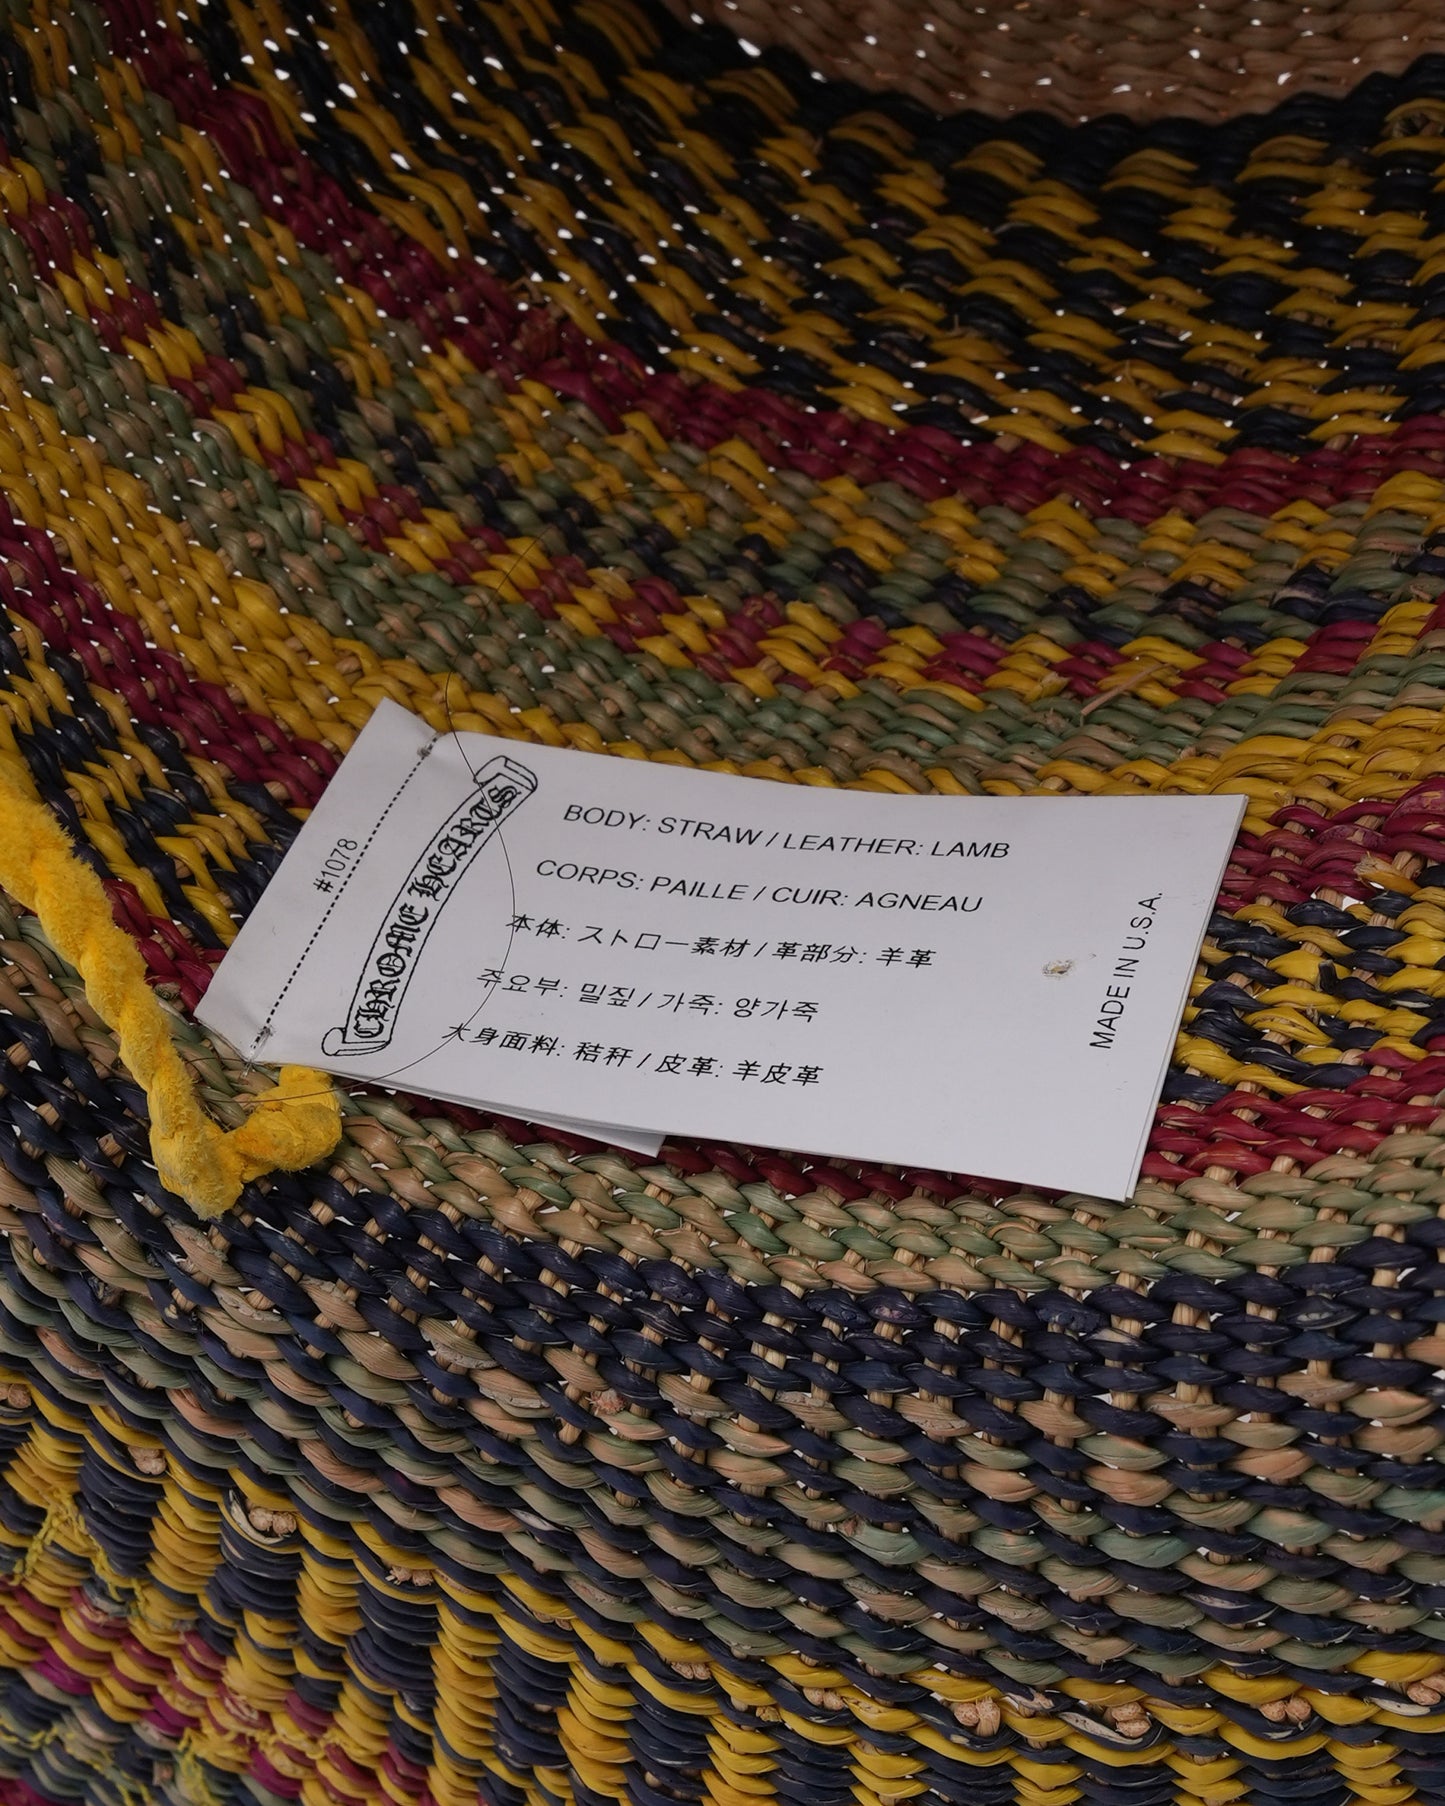 #1078
CHROME HEARTS
BODY: STRAW / LEATHER: LAMB
CORPS: PAILLE / CUIR: AGNEAU
本体: ストロー素材 / 革部分: 羊革
주요부: 밀짚 / 가죽: 양가죽
大身面料: 秸秆 / 皮革: 羊皮革
MADE IN U.S.A.